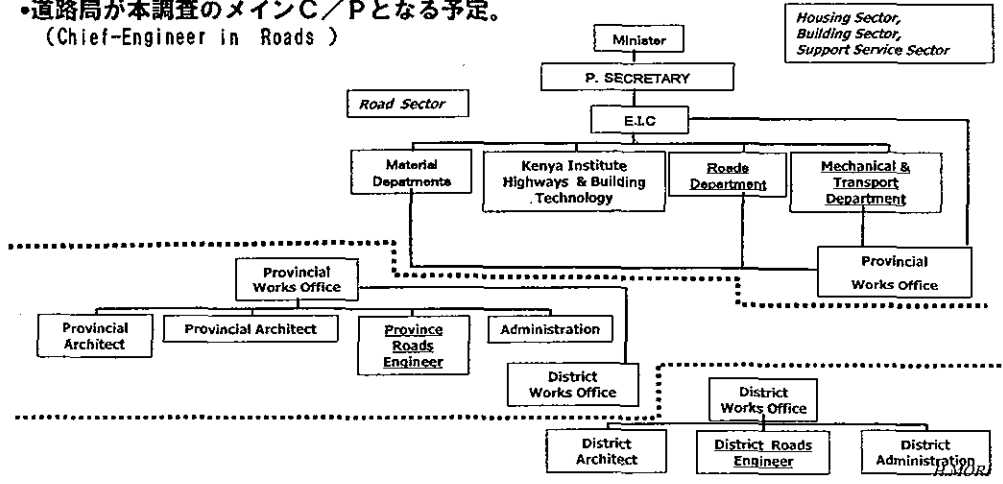 •道路局が本調査のメインC／Pとなる予定。
(Chief-Engineer in Roads )
Housing Sector,
Building Sector,
Support Service Sector
Minister
P. SECRETARY
Road Sector
E.I.C
Material
Departments
Kenya Institute
Highways & Building
Technology
Roads
Department
Mechanical &
Transport
Department
Provincial
Works Office
Provincial
Works Office
Provincial
Architect
Provincial Architect
Province
Roads
Engineer
Administration
District
Works Office
District
Works Office
District
Architect
District Roads
Engineer
District
Administration
H.MORI